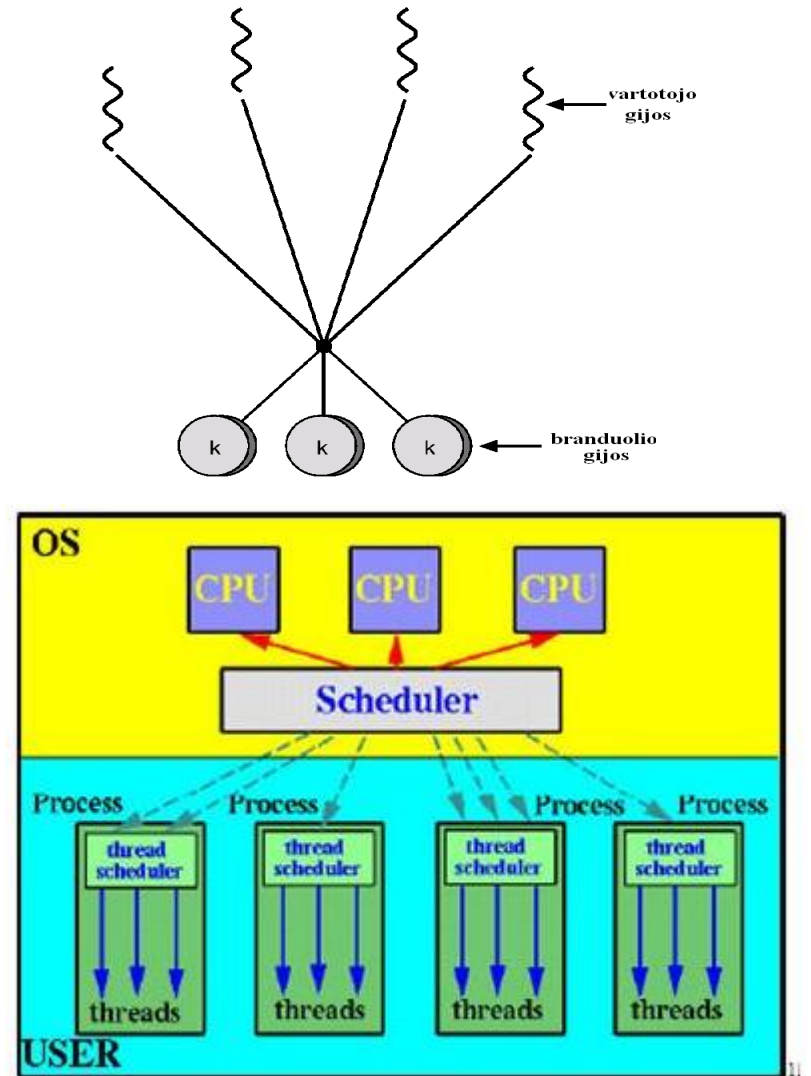 vartotojo
gijos
k k k
branduolio
gijos
OS
CPU CPU CPU
Scheduler
Process Process Process Process
thread scheduler
thread scheduler
thread scheduler
thread scheduler
threads threads threads threads
USER